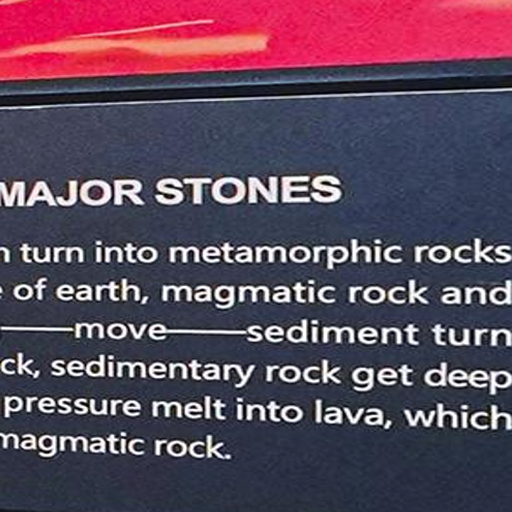 MAJOR STONES
turn into metamorphic rocks
of earth, magmatic rock and
——move——sediment turn
ck, sedimentary rock get deep
pressure melt into lava, which
magmatic rock.